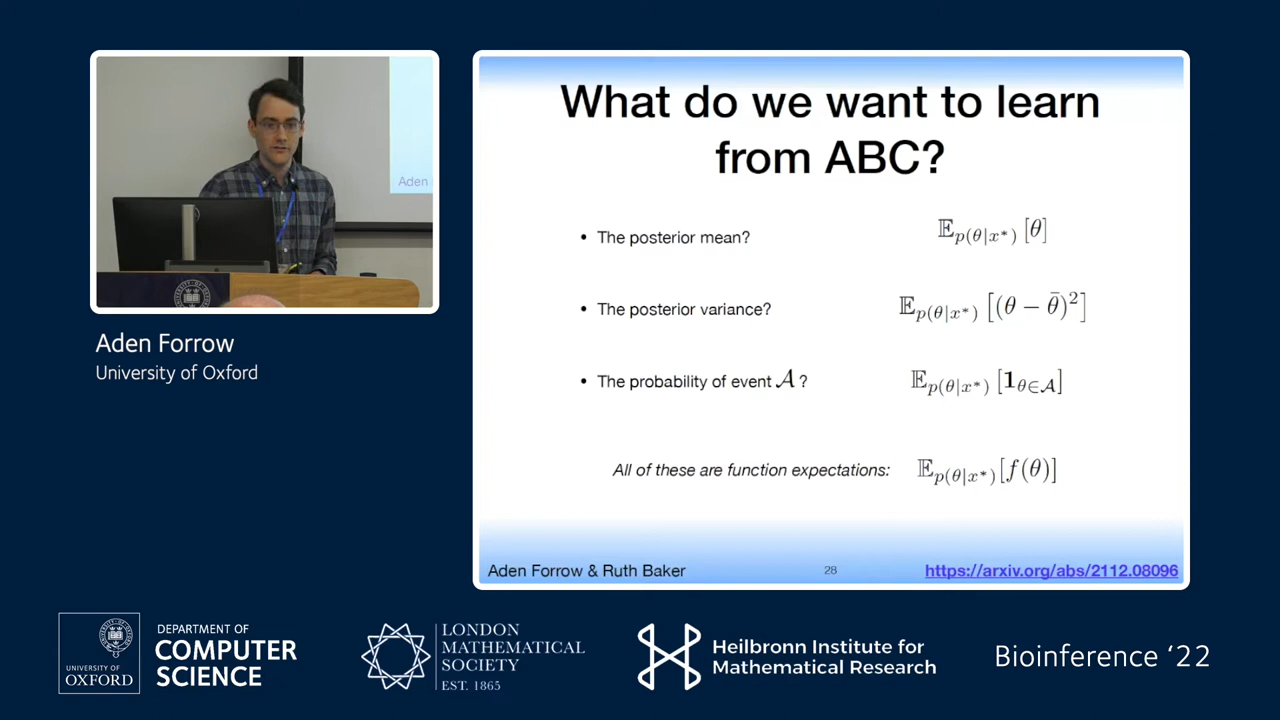 What do we want to learn
from ABC?
• The posterior mean? 𝔼_{p(θ|x*)} [θ]
• The posterior variance? 𝔼_{p(θ|x*)} [(θ − θ̄)²]
• The probability of event 𝒜? 𝔼_{p(θ|x*)} [𝟏_{θ∈𝒜}]
All of these are function expectations: 𝔼_{p(θ|x*)}[f(θ)]
Aden Forrow & Ruth Baker 28 https://arxiv.org/abs/2112.08096
Aden
Aden Forrow
University of Oxford
UNIVERSITY OF
OXFORD
DEPARTMENT OF
COMPUTER
SCIENCE
LONDON
MATHEMATICAL
SOCIETY
EST. 1865
Heilbronn Institute for
Mathematical Research
Bioinference ‘22